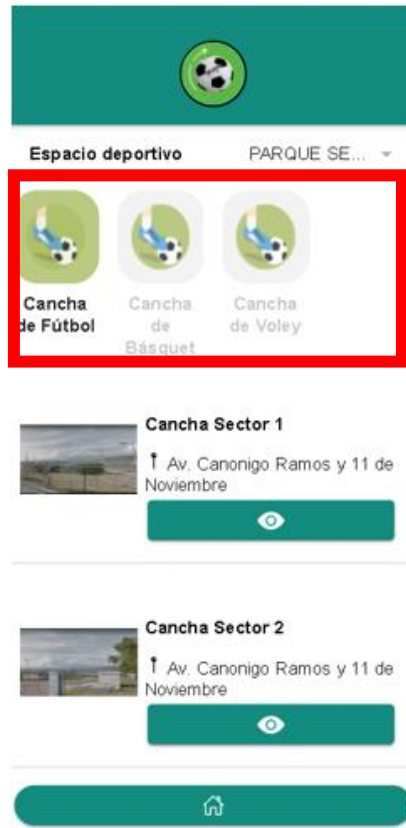 Espacio deportivo PARQUE SE...
Cancha de Fútbol
Cancha de Básquet
Cancha de Voley
Cancha Sector 1
Av. Canonigo Ramos y 11 de
Noviembre
Cancha Sector 2
Av. Canonigo Ramos y 11 de
Noviembre